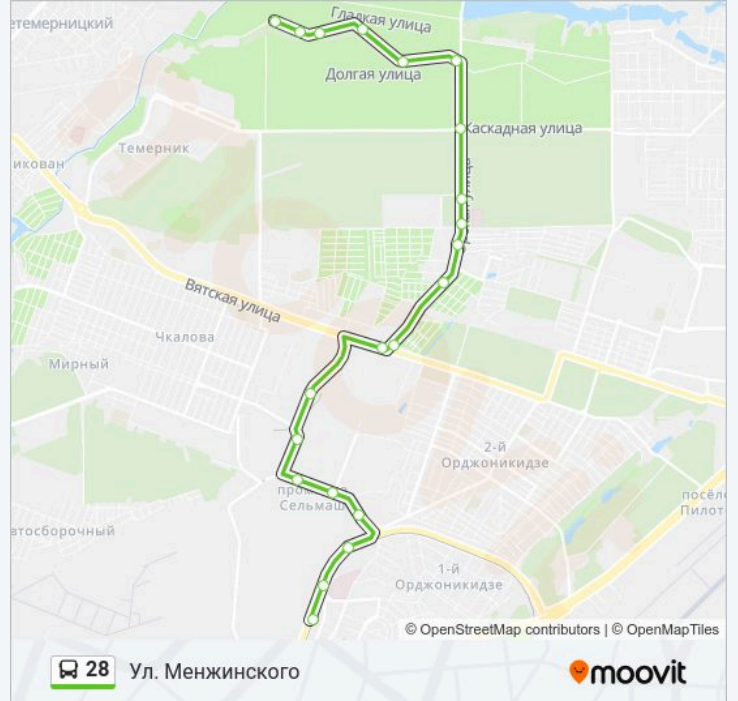 етемерницкий
Гладкая улица
Долгая улица
Каскадная улица
Темерник
икован
Вятская улица
Чкалова
Мирный
2-й
Орджоникидзе
Сельмаш
посёл
Пилот
втосборочный
1-й
Орджоникидзе
© OpenStreetMap contributors | © OpenMapTiles
28 Ул. Менжинского
moovit